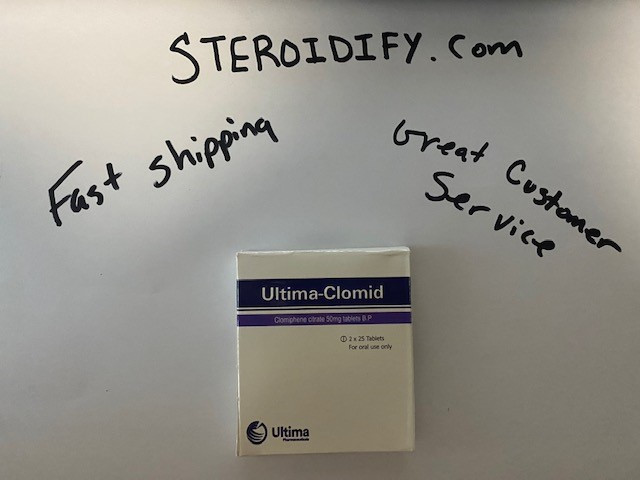 STEROIDIFY.com
Fast shipping
Great Customer
Service
Ultima-Clomid
Clomiphene citrate 50mg tablets B.P
2 x 25 Tablets
For oral use only
Ultima
Pharmaceuticals